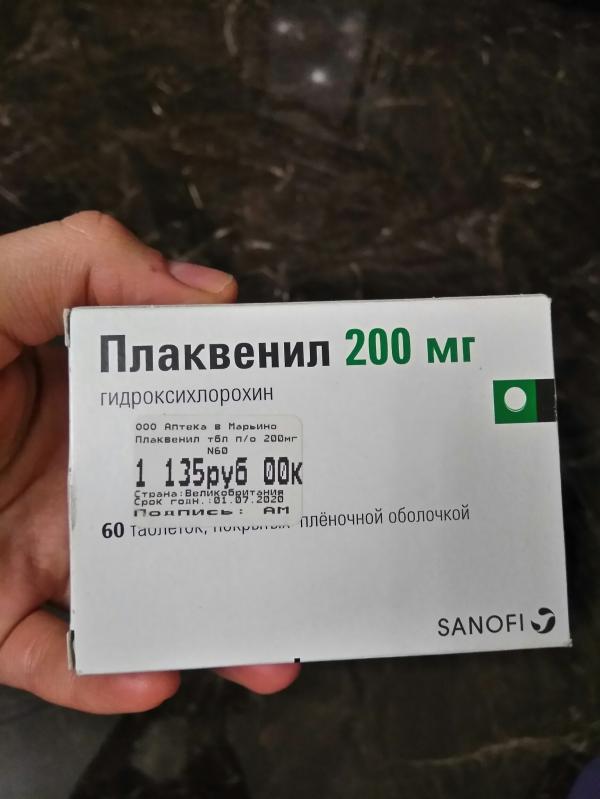 Плаквенил 200 мг
гидроксихлорохин
ООО Аптека в Марьино
Плаквенил тбл п/о 200мг
N60
1 135руб 00к
Страна:Великобритания
Срок годн.:01.07.2020
Подпись: АМ
60 таблеток, покрытых плёночной оболочкой
SANOFI